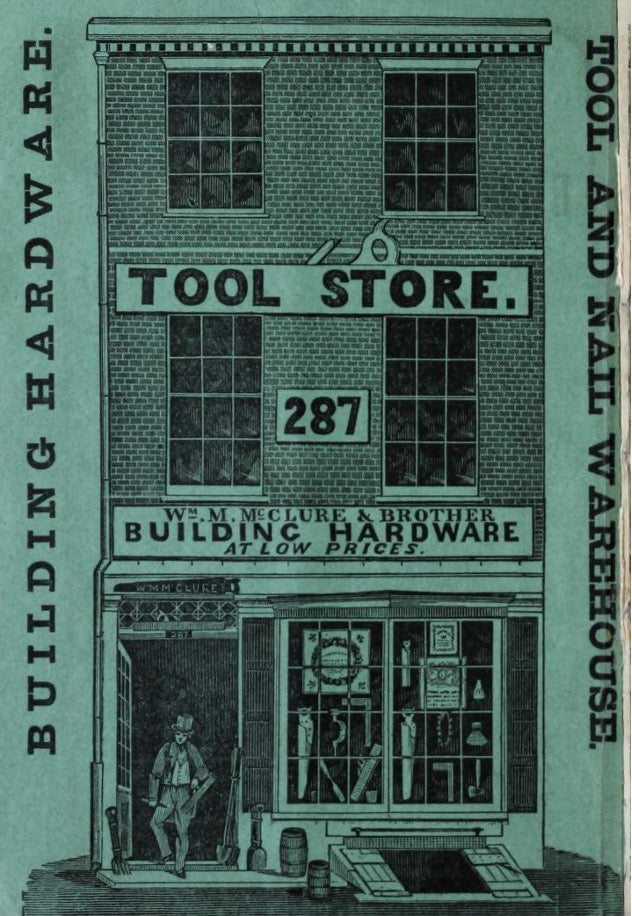 BUILDING HARDWARE.
TOOL STORE.
287
WM. M. MCCLURE & BROTHER
BUILDING HARDWARE
AT LOW PRICES.
WM M CLURE
287
TOOL AND NAIL WAREHOUSE.